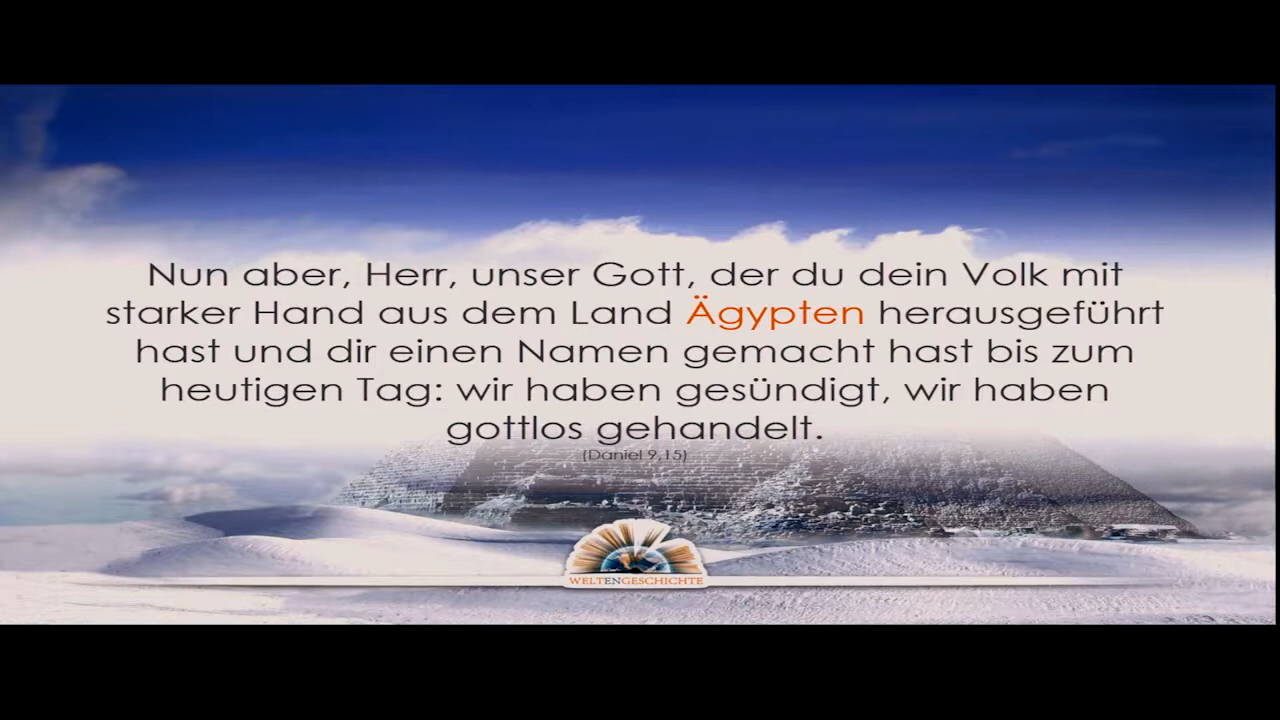 Nun aber, Herr, unser Gott, der du dein Volk mit
starker Hand aus dem Land Ägypten herausgeführt
hast und dir einen Namen gemacht hast bis zum
heutigen Tag: wir haben gesündigt, wir haben
gottlos gehandelt.
(Daniel 9,15)
WELTENGESCHICHTE